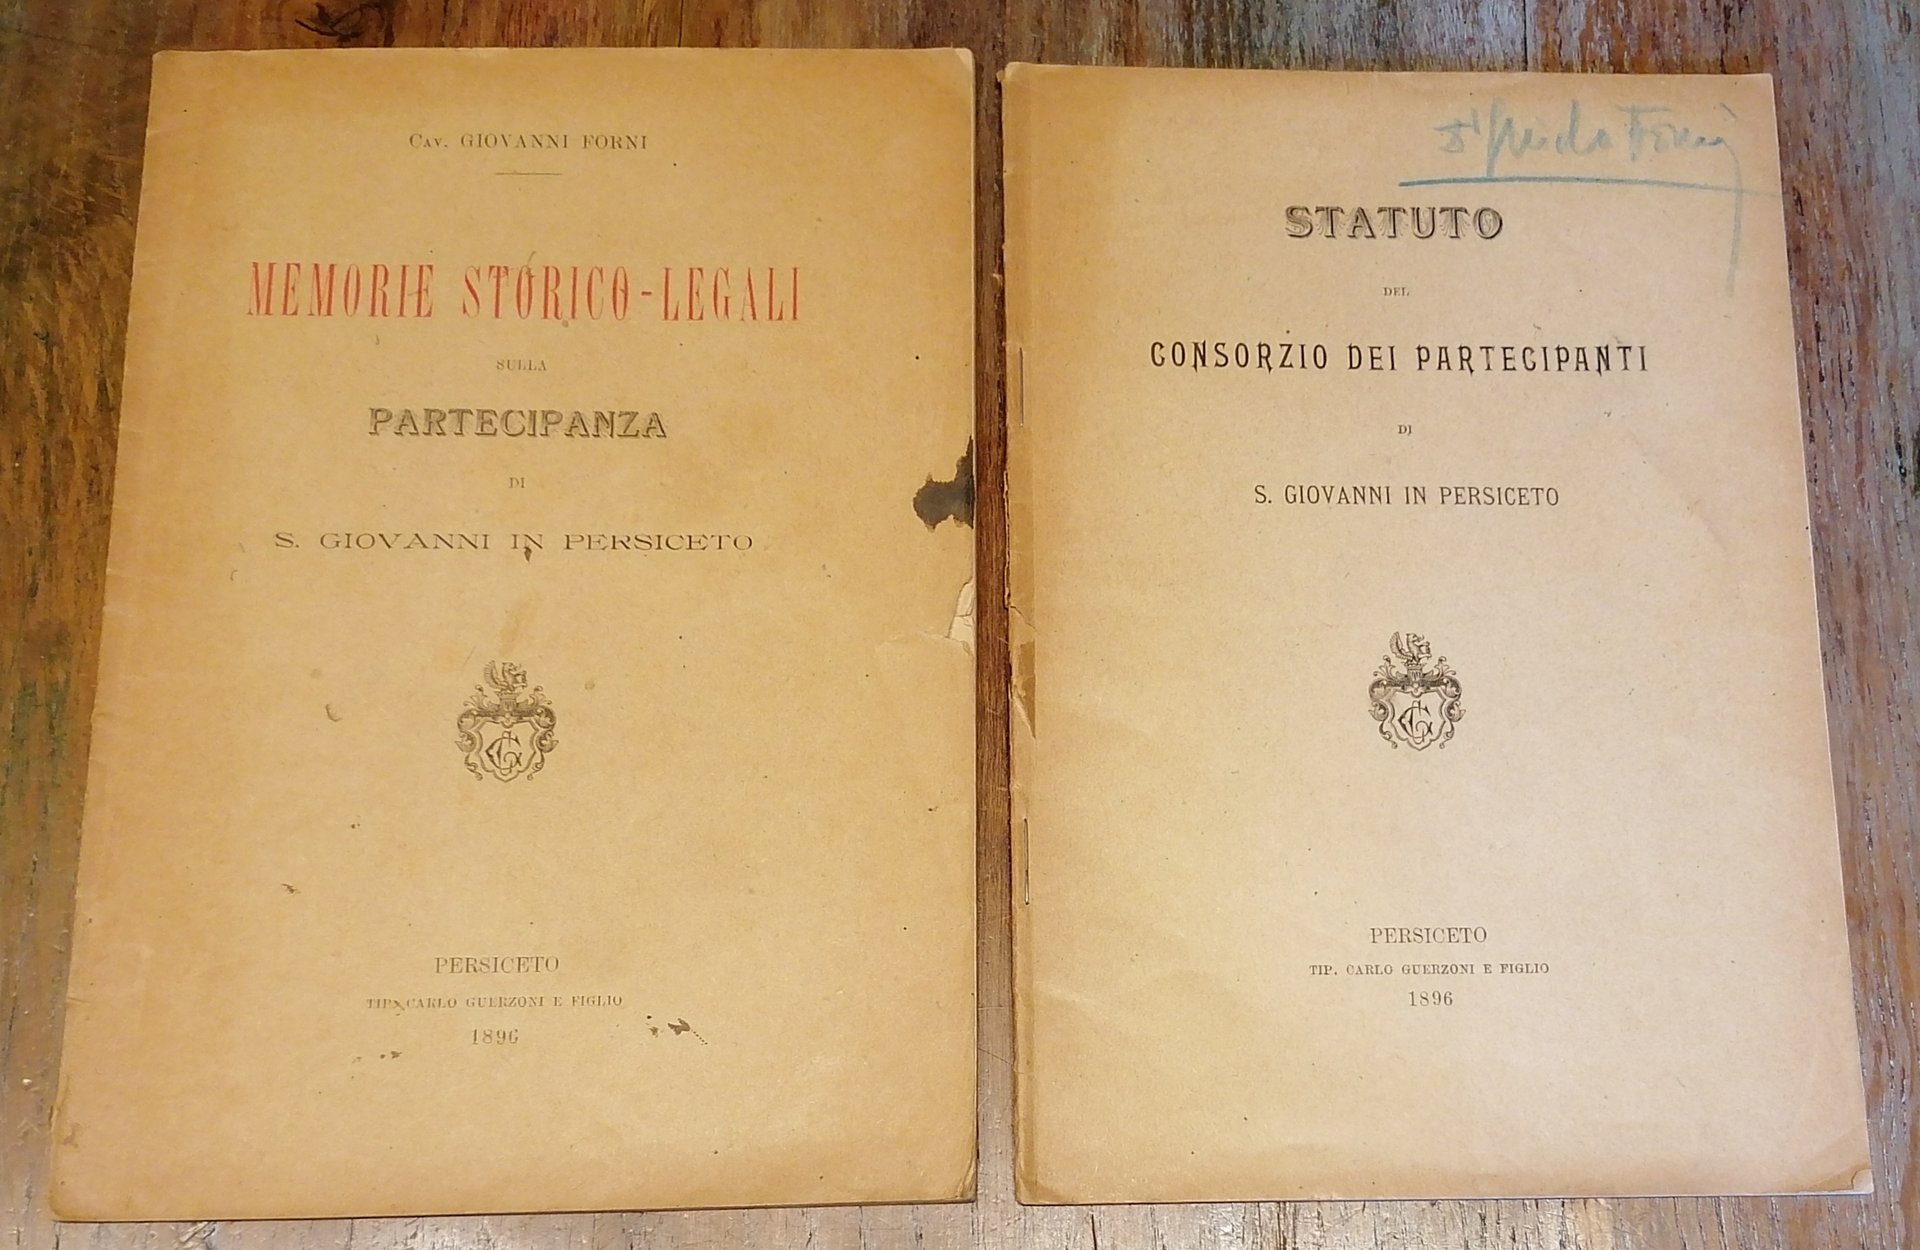 Cav. GIOVANNI FORNI
MEMORIE STORICO-LEGALI
SULLA
PARTECIPANZA
DI
S. GIOVANNI IN PERSICETO
PERSICETO
TIP. CARLO GUERZONI E FIGLIO
1896
Forni
STATUTO
DEL
CONSORZIO DEI PARTECIPANTI
DI
S. GIOVANNI IN PERSICETO
PERSICETO
TIP. CARLO GUERZONI E FIGLIO
1896